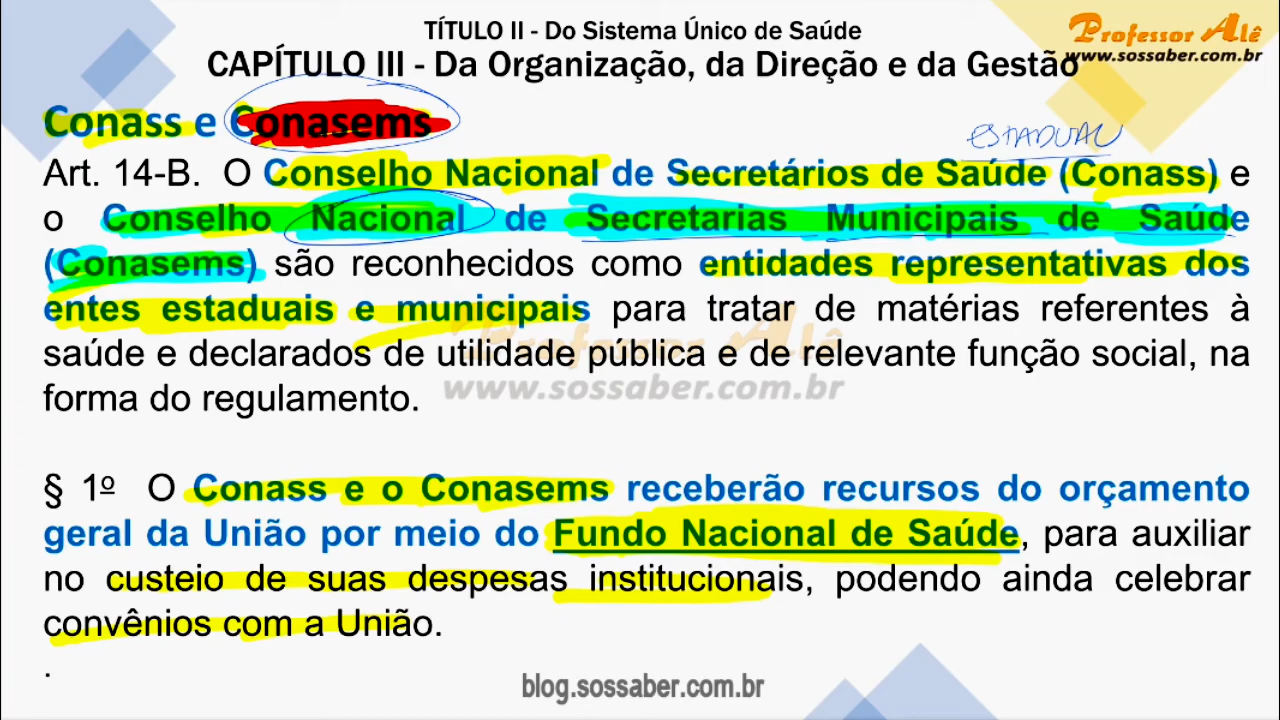 TÍTULO II - Do Sistema Único de Saúde
Professor Alê
CAPÍTULO III - Da Organização, da Direção e da Gestão
www.sossaber.com.br
Conass e Conasems
ESTADUAL
Art. 14-B. O Conselho Nacional de Secretários de Saúde (Conass) e
o Conselho Nacional de Secretarias Municipais de Saúde
(Conasems) são reconhecidos como entidades representativas dos
entes estaduais e municipais para tratar de matérias referentes à
saúde e declarados de utilidade pública e de relevante função social, na
forma do regulamento.
Professor Alê
www.sossaber.com.br
§ 1º O Conass e o Conasems receberão recursos do orçamento
geral da União por meio do Fundo Nacional de Saúde, para auxiliar
no custeio de suas despesas institucionais, podendo ainda celebrar
convênios com a União.
.
blog.sossaber.com.br